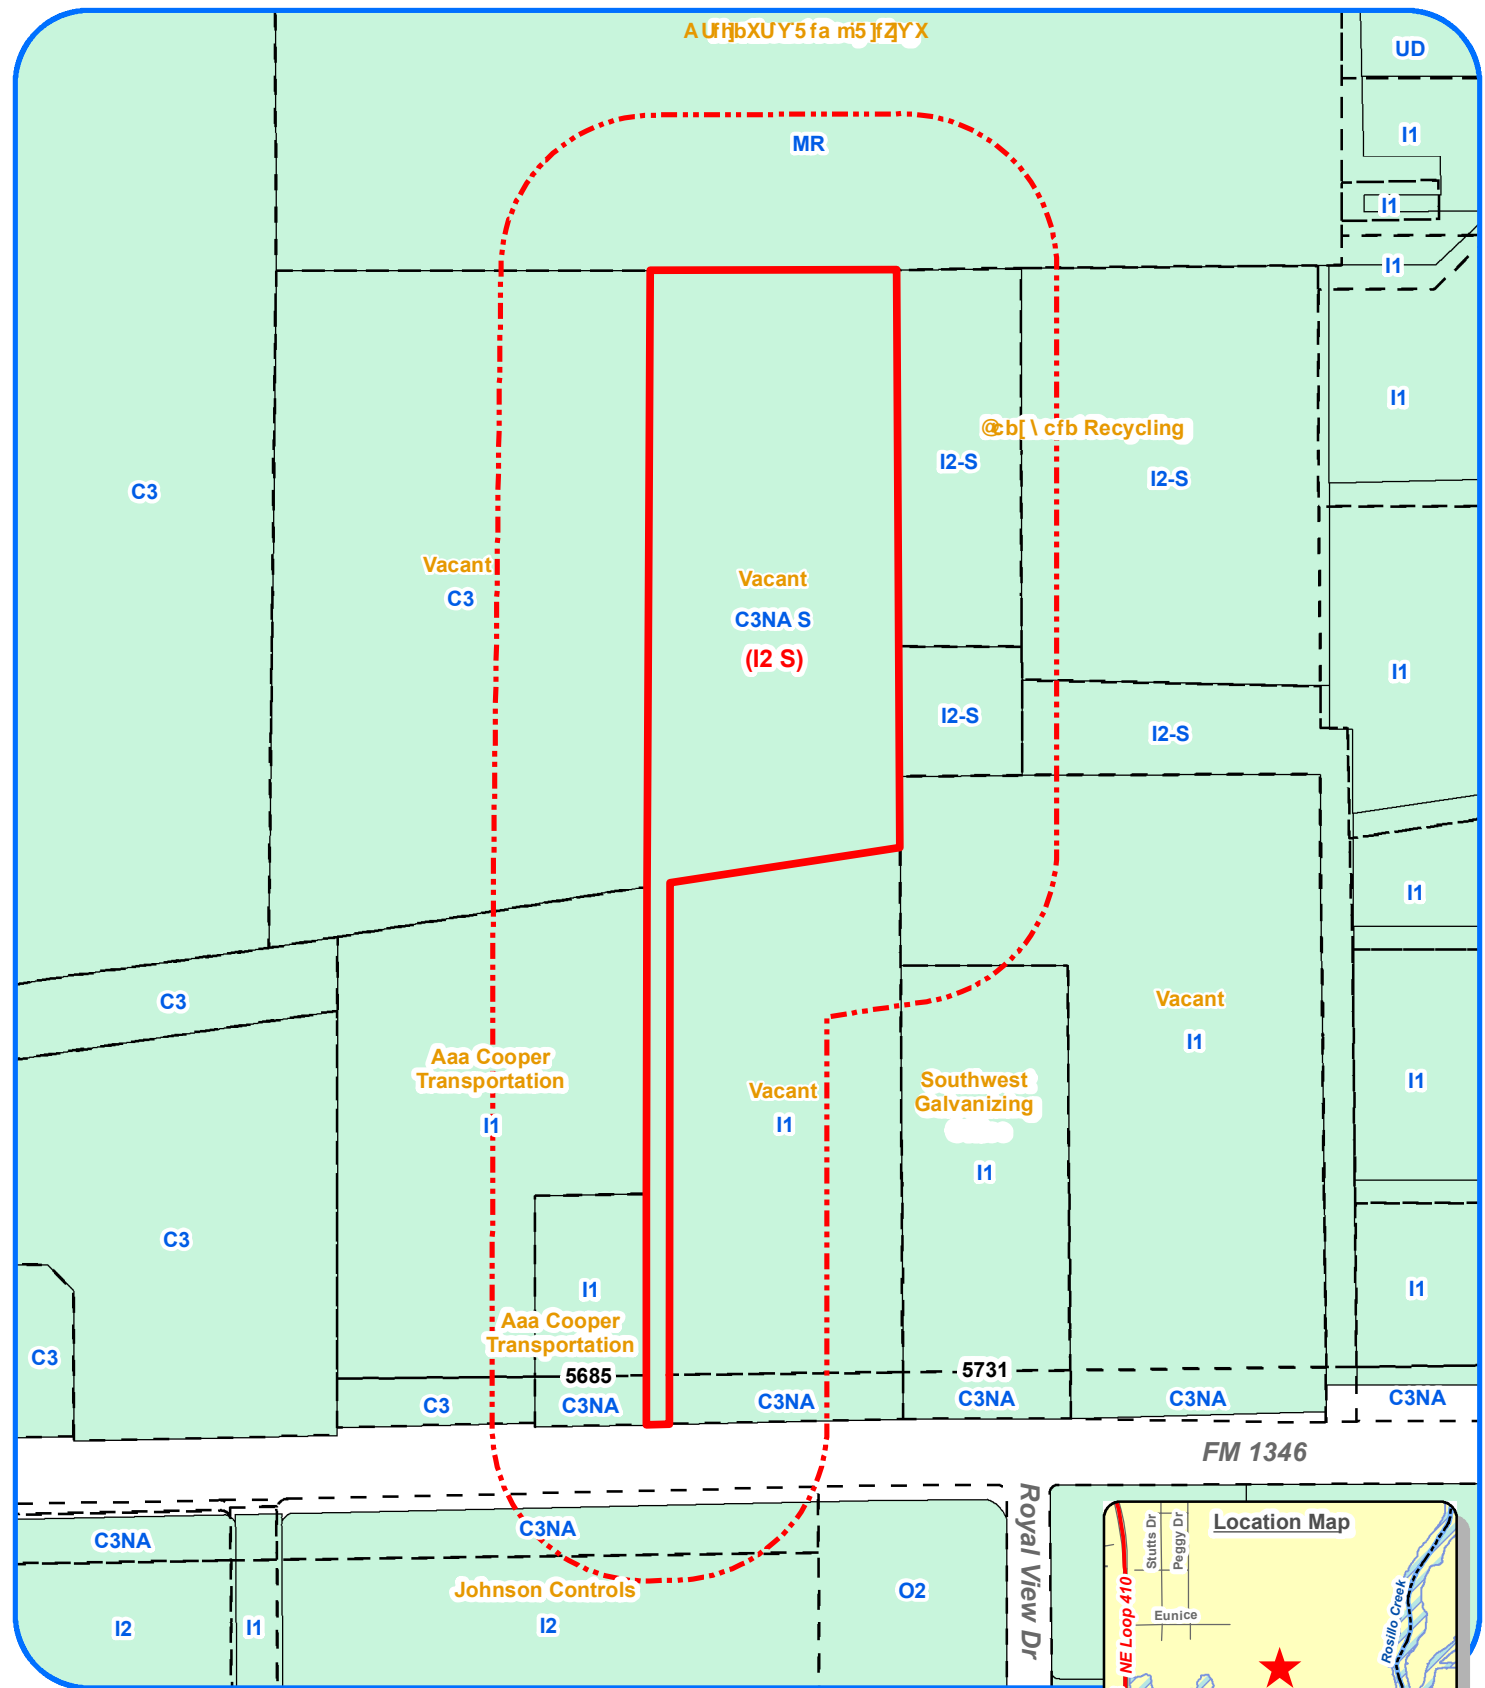 UD
I1
MR
I1
I1
I1
Recycling
I2-S
I2-S
C3
Vacant
C3
Vacant
C3NA S
(I2 S)
I1
I2-S
I2-S
I1
C3
Vacant
I1
Aaa Cooper
Transportation
I1
Vacant
I1
Southwest
Galvanizing
I1
I1
C3
I1
I1
Aaa Cooper
Transportation
C3
5685
5731
C3
C3NA
C3NA
C3NA
C3NA
C3NA
FM 1346
Royal View Dr
C3NA
C3NA
Johnson Controls
I2
I1
I2
O2
Location Map
Stutts Dr
Peggy Dr
Eunice
NE Loop 410
Rosillo Creek